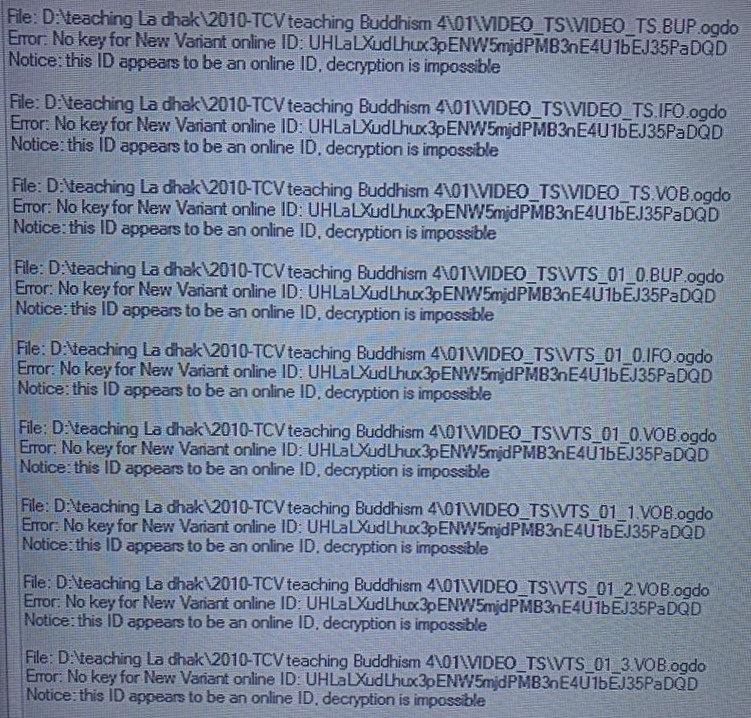 File: D:\teaching La dhak\2010-TCV teaching Buddhism 4\01\VIDEO_TS\VIDEO_TS.BUP.ogdo
Error: No key for New Variant online ID: UHLaLXudLhux3pENW5mjdPMB3nE4U1bEJ35PaDQD
Notice: this ID appears to be an online ID, decryption is impossible
File: D:\teaching La dhak\2010-TCV teaching Buddhism 4\01\VIDEO_TS\VIDEO_TS.IFO.ogdo
Error: No key for New Variant online ID: UHLaLXudLhux3pENW5mjdPMB3nE4U1bEJ35PaDQD
Notice: this ID appears to be an online ID, decryption is impossible
File: D:\teaching La dhak\2010-TCV teaching Buddhism 4\01\VIDEO_TS\VIDEO_TS.VOB.ogdo
Error: No key for New Variant online ID: UHLaLXudLhux3pENW5mjdPMB3nE4U1bEJ35PaDQD
Notice: this ID appears to be an online ID, decryption is impossible
File: D:\teaching La dhak\2010-TCV teaching Buddhism 4\01\VIDEO_TS\VTS_01_0.BUP.ogdo
Error: No key for New Variant online ID: UHLaLXudLhux3pENW5mjdPMB3nE4U1bEJ35PaDQD
Notice: this ID appears to be an online ID, decryption is impossible
File: D:\teaching La dhak\2010-TCV teaching Buddhism 4\01\VIDEO_TS\VTS_01_0.IFO.ogdo
Error: No key for New Variant online ID: UHLaLXudLhux3pENW5mjdPMB3nE4U1bEJ35PaDQD
Notice: this ID appears to be an online ID, decryption is impossible
File: D:\teaching La dhak\2010-TCV teaching Buddhism 4\01\VIDEO_TS\VTS_01_0.VOB.ogdo
Error: No key for New Variant online ID: UHLaLXudLhux3pENW5mjdPMB3nE4U1bEJ35PaDQD
Notice: this ID appears to be an online ID, decryption is impossible
File: D:\teaching La dhak\2010-TCV teaching Buddhism 4\01\VIDEO_TS\VTS_01_1.VOB.ogdo
Error: No key for New Variant online ID: UHLaLXudLhux3pENW5mjdPMB3nE4U1bEJ35PaDQD
Notice: this ID appears to be an online ID, decryption is impossible
File: D:\teaching La dhak\2010-TCV teaching Buddhism 4\01\VIDEO_TS\VTS_01_2.VOB.ogdo
Error: No key for New Variant online ID: UHLaLXudLhux3pENW5mjdPMB3nE4U1bEJ35PaDQD
Notice: this ID appears to be an online ID, decryption is impossible
File: D:\teaching La dhak\2010-TCV teaching Buddhism 4\01\VIDEO_TS\VTS_01_3.VOB.ogdo
Error: No key for New Variant online ID: UHLaLXudLhux3pENW5mjdPMB3nE4U1bEJ35PaDQD
Notice: this ID appears to be an online ID, decryption is impossible